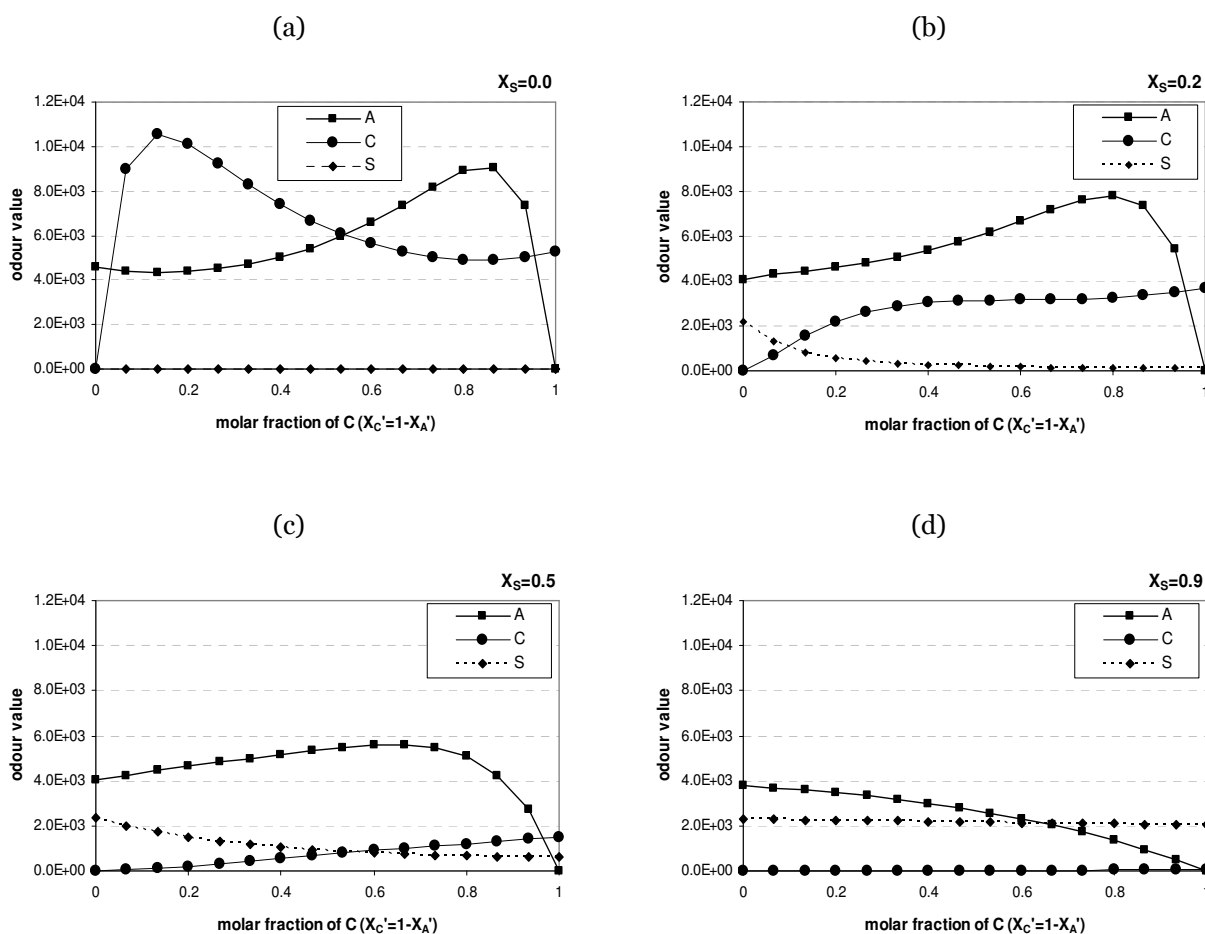 (a)
X_S=0.0
1.2E+04
1.0E+04
8.0E+03
6.0E+03
4.0E+03
2.0E+03
0.0E+00
odour value
A
C
S
0 0.2 0.4 0.6 0.8 1
molar fraction of C (X_C'=1-X_A')
(b)
X_S=0.2
1.2E+04
1.0E+04
8.0E+03
6.0E+03
4.0E+03
2.0E+03
0.0E+00
odour value
A
C
S
0 0.2 0.4 0.6 0.8 1
molar fraction of C (X_C'=1-X_A')
(c)
X_S=0.5
1.2E+04
1.0E+04
8.0E+03
6.0E+03
4.0E+03
2.0E+03
0.0E+00
odour value
A
C
S
0 0.2 0.4 0.6 0.8 1
molar fraction of C (X_C'=1-X_A')
(d)
X_S=0.9
1.2E+04
1.0E+04
8.0E+03
6.0E+03
4.0E+03
2.0E+03
0.0E+00
odour value
A
C
S
0 0.2 0.4 0.6 0.8 1
molar fraction of C (X_C'=1-X_A')